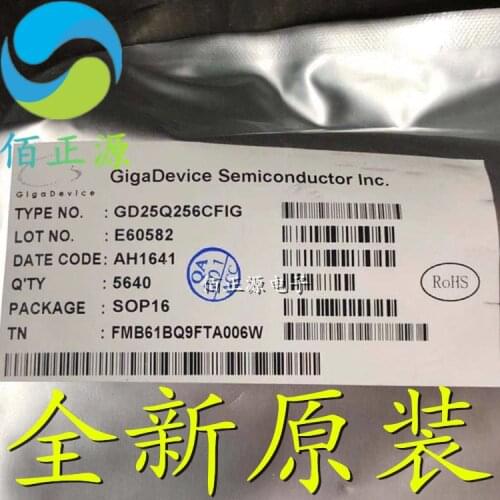 佰正源
GigaDevice
GigaDevice Semiconductor Inc.
TYPE NO. : GD25Q256CFIG
LOT NO. : E60582
DATE CODE: AH1641
Q'TY : 5640
PACKAGE : SOP16
TN : FMB61BQ9FTA006W
QA
RoHS
佰正源电子
全新原装